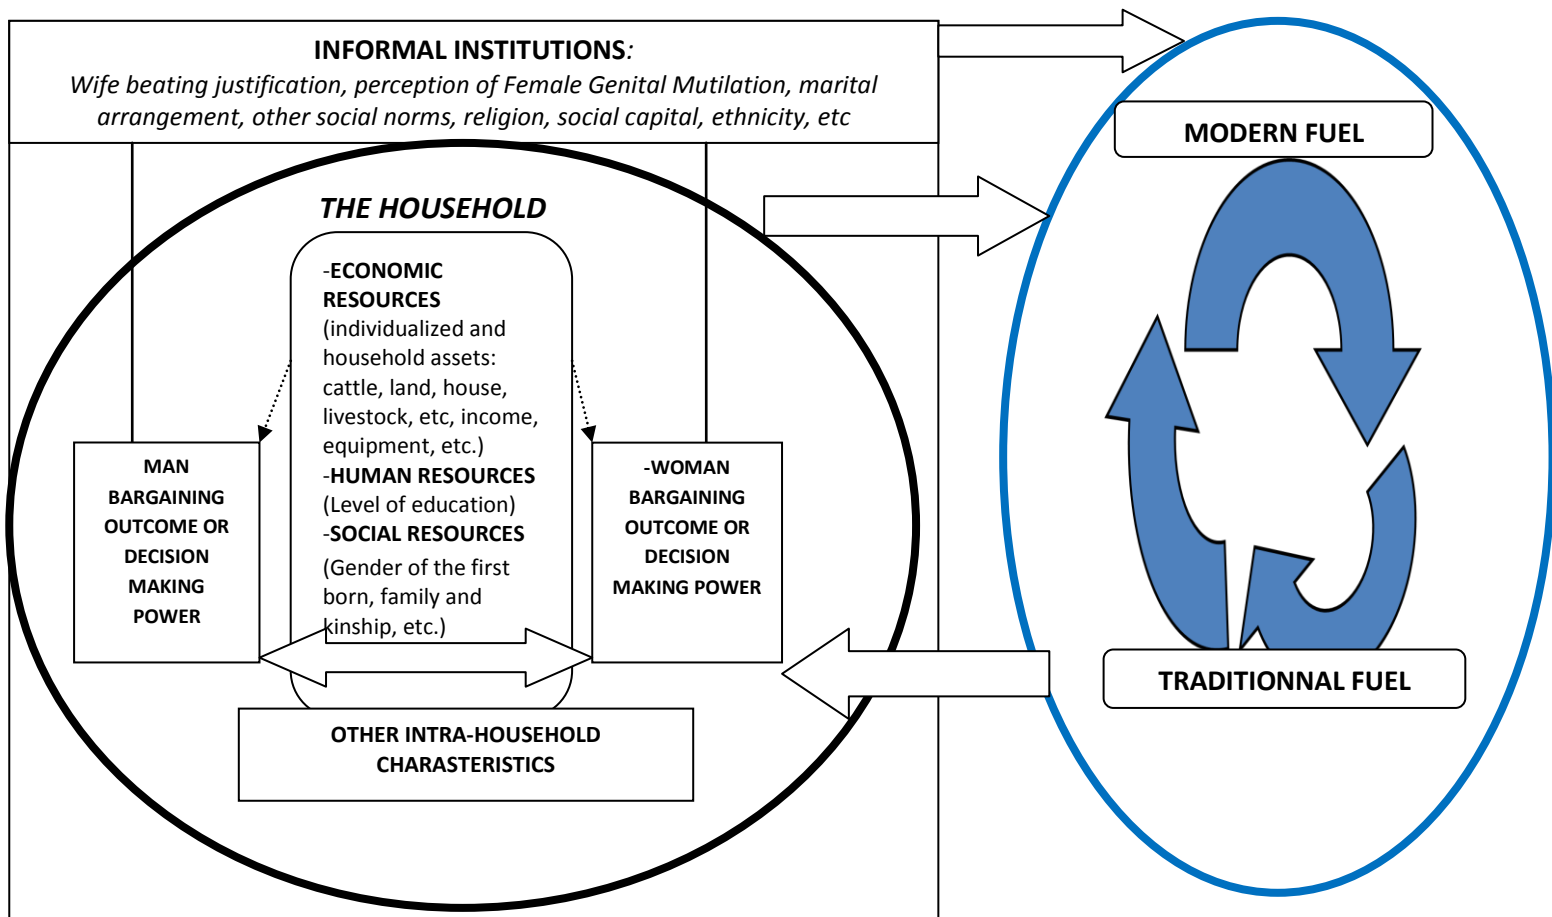 INFORMAL INSTITUTIONS:
Wife beating justification, perception of Female Genital Mutilation, marital
arrangement, other social norms, religion, social capital, ethnicity, etc
MODERN FUEL
THE HOUSEHOLD
-ECONOMIC
RESOURCES
(individualized and
household assets:
cattle, land, house,
livestock, etc, income,
equipment, etc.)
-HUMAN RESOURCES
(Level of education)
-SOCIAL RESOURCES
(Gender of the first
born, family and
kinship, etc.)
MAN
BARGAINING
OUTCOME OR
DECISION
MAKING
POWER
-WOMAN
BARGAINING
OUTCOME OR
DECISION
MAKING POWER
TRADITIONNAL FUEL
OTHER INTRA-HOUSEHOLD
CHARASTERISTICS